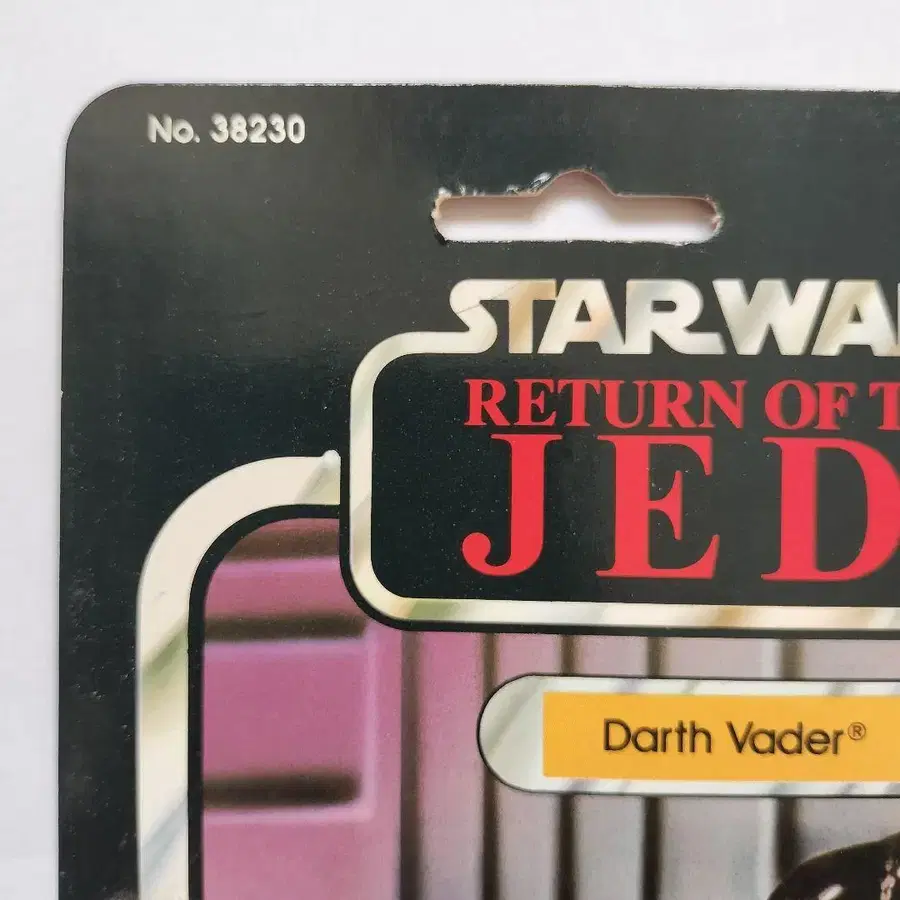 No. 38230
STAR WA
RETURN OF T
JED
Darth Vader®